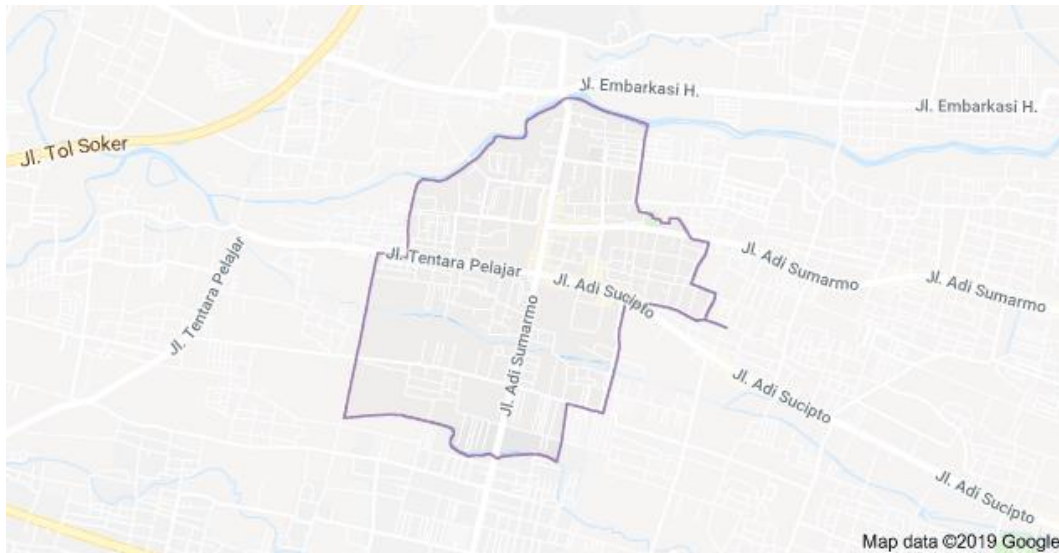 Jl. Embarkasi H.
Jl. Embarkasi H.
Jl. Tol Soker
Jl. Tentara Pelajar
Jl. Adi Sumarmo
Jl. Adi Sucipto
Jl. Adi Sumarmo
Jl. Tentara Pelajar
Jl. Adi Sumarmo
Jl. Adi Sucipto
Jl. Adi Sucipto
Map data ©2019 Google